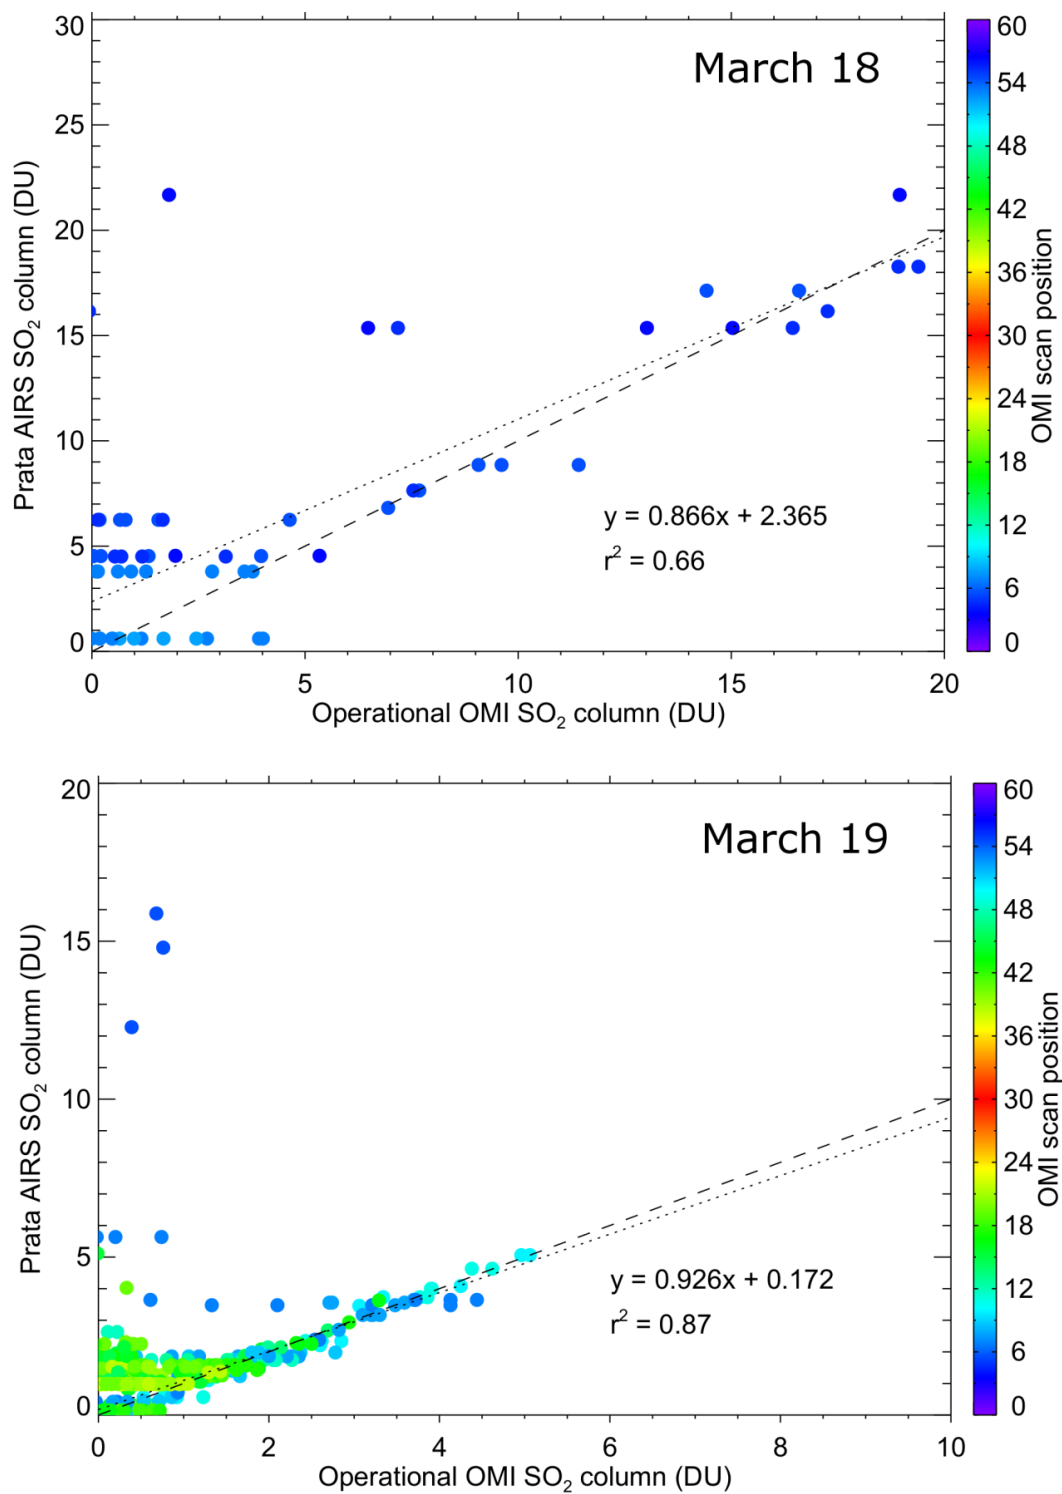 March 18
30
25
20
15
10
5
0
Prata AIRS SO₂ column (DU)
y = 0.866x + 2.365
r² = 0.66
0 5 10 15 20
Operational OMI SO₂ column (DU)
60
54
48
42
36
30
24
18
12
6
0
OMI scan position
March 19
20
15
10
5
0
Prata AIRS SO₂ column (DU)
y = 0.926x + 0.172
r² = 0.87
0 2 4 6 8 10
Operational OMI SO₂ column (DU)
60
54
48
42
36
30
24
18
12
6
0
OMI scan position